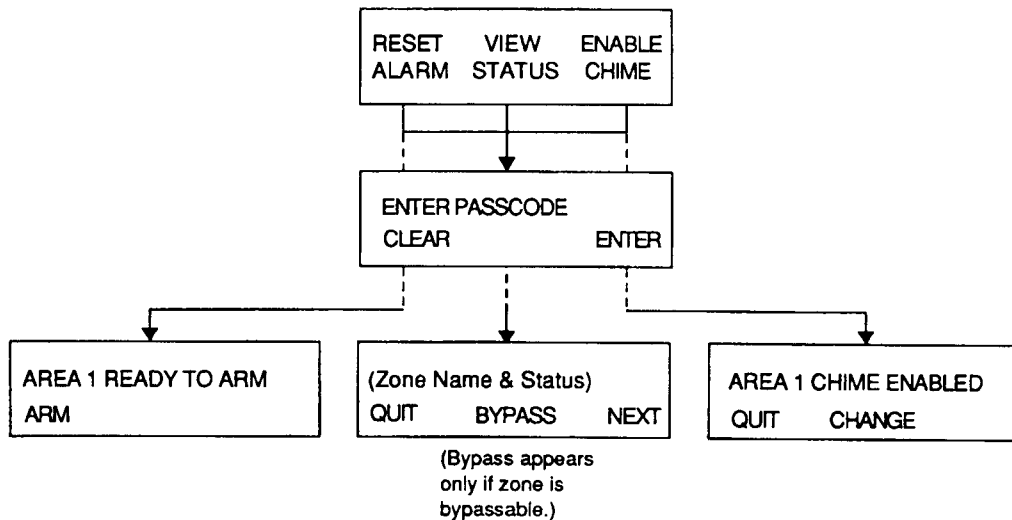 RESET VIEW ENABLE
ALARM STATUS CHIME
ENTER PASSCODE
CLEAR ENTER
AREA 1 READY TO ARM
ARM
(Zone Name & Status)
QUIT BYPASS NEXT
(Bypass appears
only if zone is
bypassable.)
AREA 1 CHIME ENABLED
QUIT CHANGE